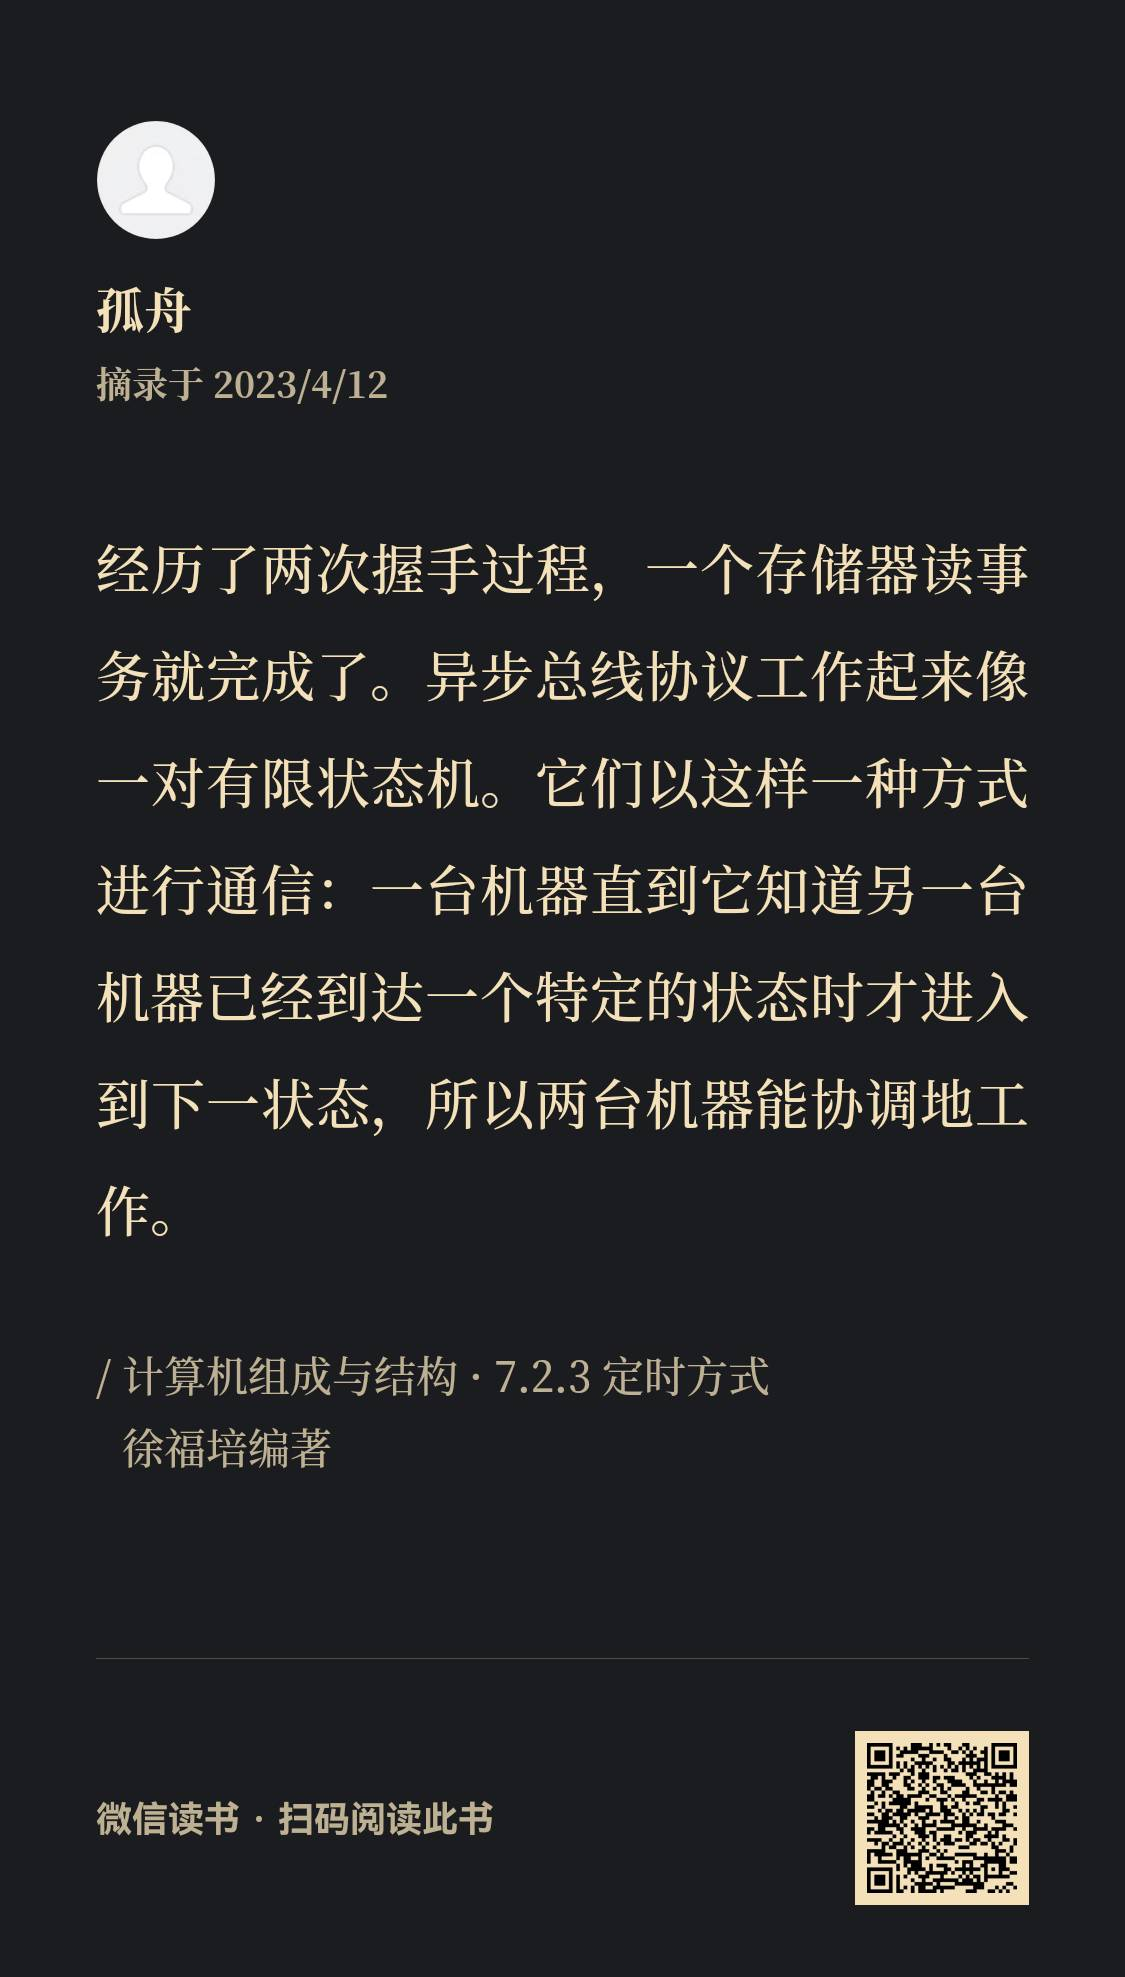 孤舟
摘录于 2023/4/12
经历了两次握手过程，一个存储器读事
务就完成了。异步总线协议工作起来像
一对有限状态机。它们以这样一种方式
进行通信：一台机器直到它知道另一台
机器已经到达一个特定的状态时才进入
到下一状态，所以两台机器能协调地工
作。
/ 计算机组成与结构 · 7.2.3 定时方式
徐福培编著
微信读书 · 扫码阅读此书